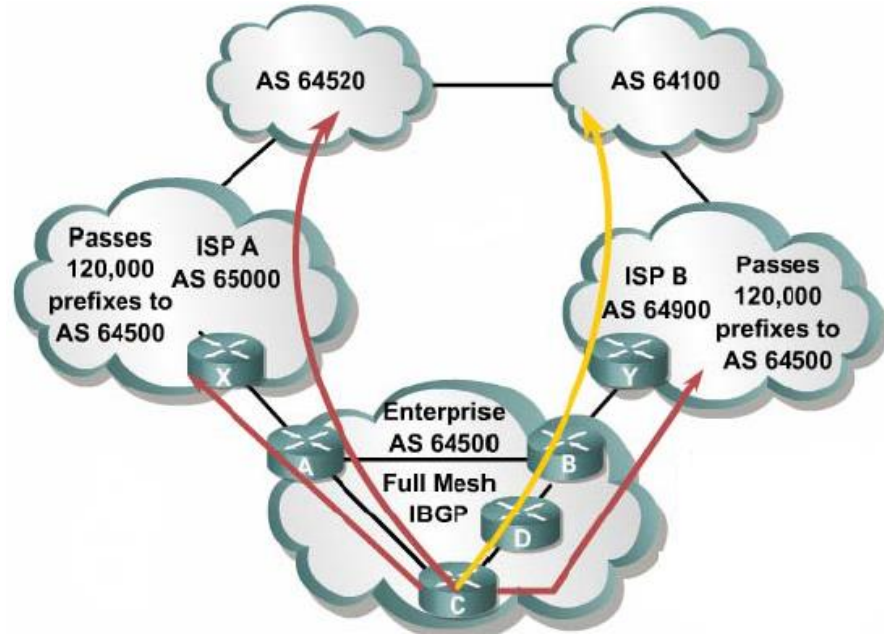 AS 64520
AS 64100
Passes
120,000
prefixes to
AS 64500
ISP A
AS 65000
X
ISP B
AS 64900
Passes
120,000
prefixes to
AS 64500
Y
Enterprise
AS 64500
A
B
Full Mesh
IBGP
D
C